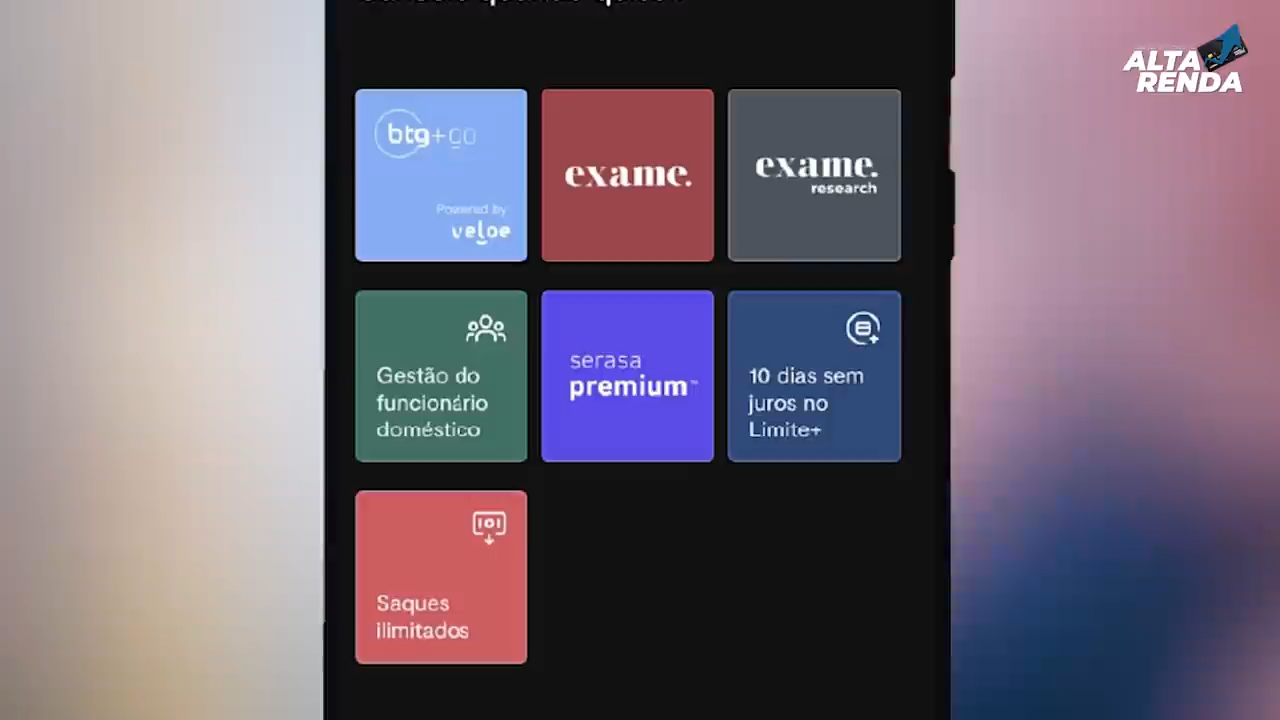 ALTA
RENDA
btg+go
Powered by
veloe
exame.
exame.
research
Gestão do
funcionário
doméstico
serasa
premium™
10 dias sem
juros no
Limite+
Saques
ilimitados